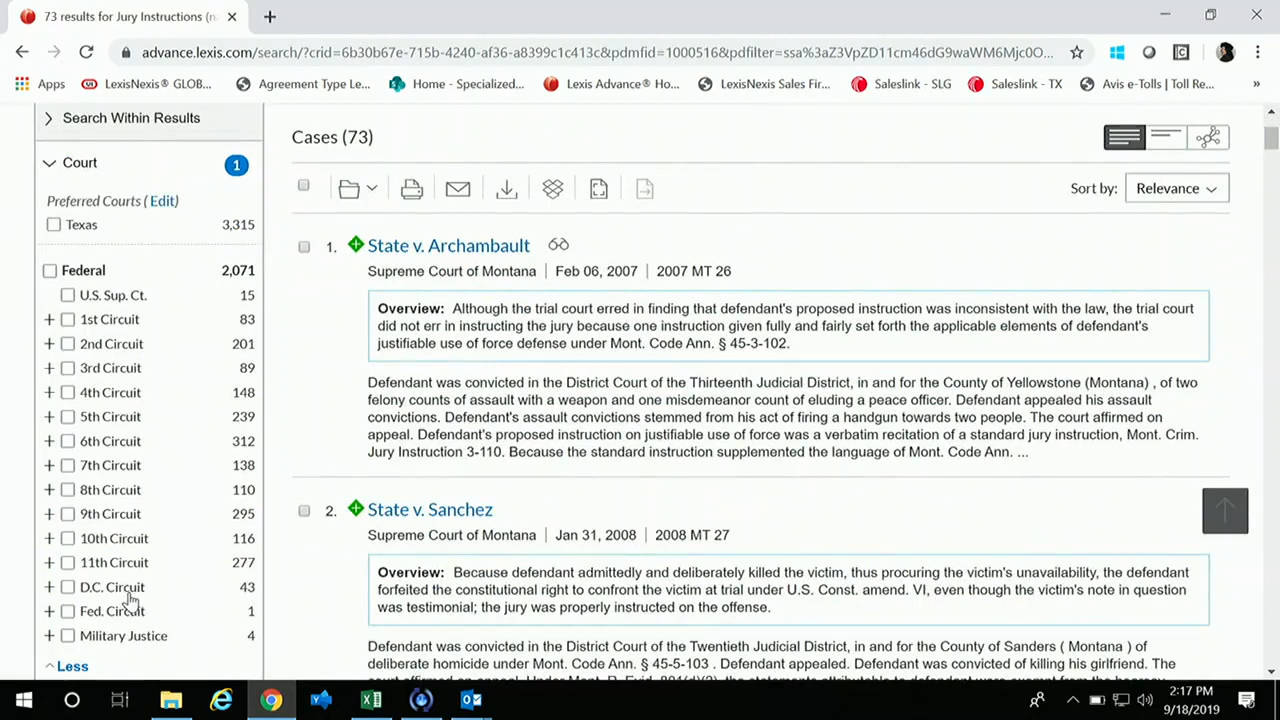 73 results for Jury Instructions (n
advance.lexis.com/search/?crid=6b30b67e-715b-4240-af36-a8399c1c413c&pdmfid=1000516&pdfilter=ssa%3aZ3VpZD11cm46dG9waWM6Mjc0O...
Apps LexisNexis® GLOB... Agreement Type Le... Home - Specialized... Lexis Advance® Ho... LexisNexis Sales Fir... Saleslink - SLG Saleslink - TX Avis e-Tolls | Toll Re... »
Search Within Results
Court 1
Preferred Courts (Edit)
Texas 3,315
Federal 2,071
U.S. Sup. Ct. 15
1st Circuit 83
2nd Circuit 201
3rd Circuit 89
4th Circuit 148
5th Circuit 239
6th Circuit 312
7th Circuit 138
8th Circuit 110
9th Circuit 295
10th Circuit 116
11th Circuit 277
D.C. Circuit 43
Fed. Circuit 1
Military Justice 4
Less
Cases (73)
Sort by: Relevance
1. State v. Archambault
Supreme Court of Montana | Feb 06, 2007 | 2007 MT 26
Overview: Although the trial court erred in finding that defendant's proposed instruction was inconsistent with the law, the trial court
did not err in instructing the jury because one instruction given fully and fairly set forth the applicable elements of defendant's
justifiable use of force defense under Mont. Code Ann. § 45-3-102.
Defendant was convicted in the District Court of the Thirteenth Judicial District, in and for the County of Yellowstone (Montana) , of two
felony counts of assault with a weapon and one misdemeanor count of eluding a peace officer. Defendant appealed his assault
convictions. Defendant's assault convictions stemmed from his act of firing a handgun towards two people. The court affirmed on
appeal. Defendant's proposed instruction on justifiable use of force was a verbatim recitation of a standard jury instruction, Mont. Crim.
Jury Instruction 3-110. Because the standard instruction supplemented the language of Mont. Code Ann. ...
2. State v. Sanchez
Supreme Court of Montana | Jan 31, 2008 | 2008 MT 27
Overview: Because defendant admittedly and deliberately killed the victim, thus procuring the victim's unavailability, the defendant
forfeited the constitutional right to confront the victim at trial under U.S. Const. amend. VI, even though the victim's note in question
was testimonial; the jury was properly instructed on the offense.
Defendant was convicted in the District Court of the Twentieth Judicial District, in and for the County of Sanders ( Montana ) of
deliberate homicide under Mont. Code Ann. § 45-5-103 . Defendant appealed. Defendant was convicted of killing his girlfriend. The
2:17 PM
9/18/2019